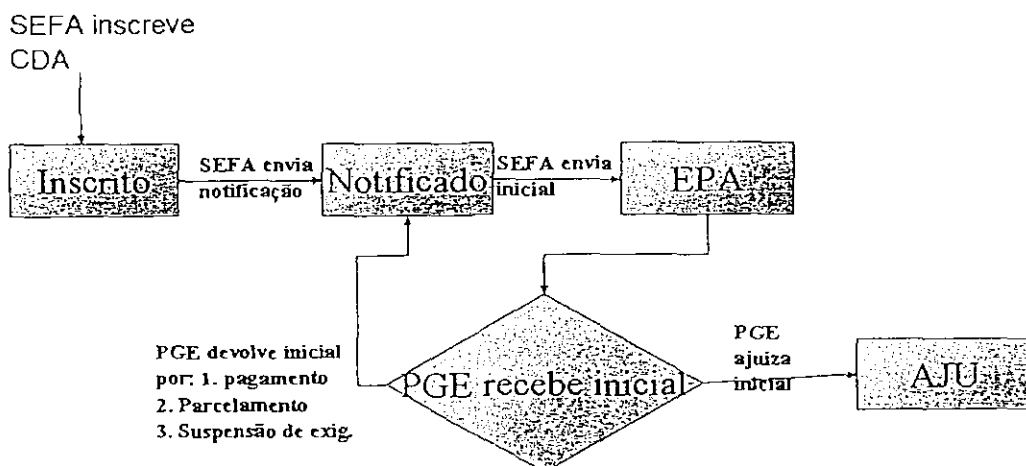 SEFA inscreve
CDA
Inscrito
SEFA envia
notificação
Notificado
SEFA envia
inicial
EPA
PGE devolve inicial
por: 1. pagamento
2. Parcelamento
3. Suspensão de exig.
PGE recebe inicial
PGE
ajuiza
inicial
AJU